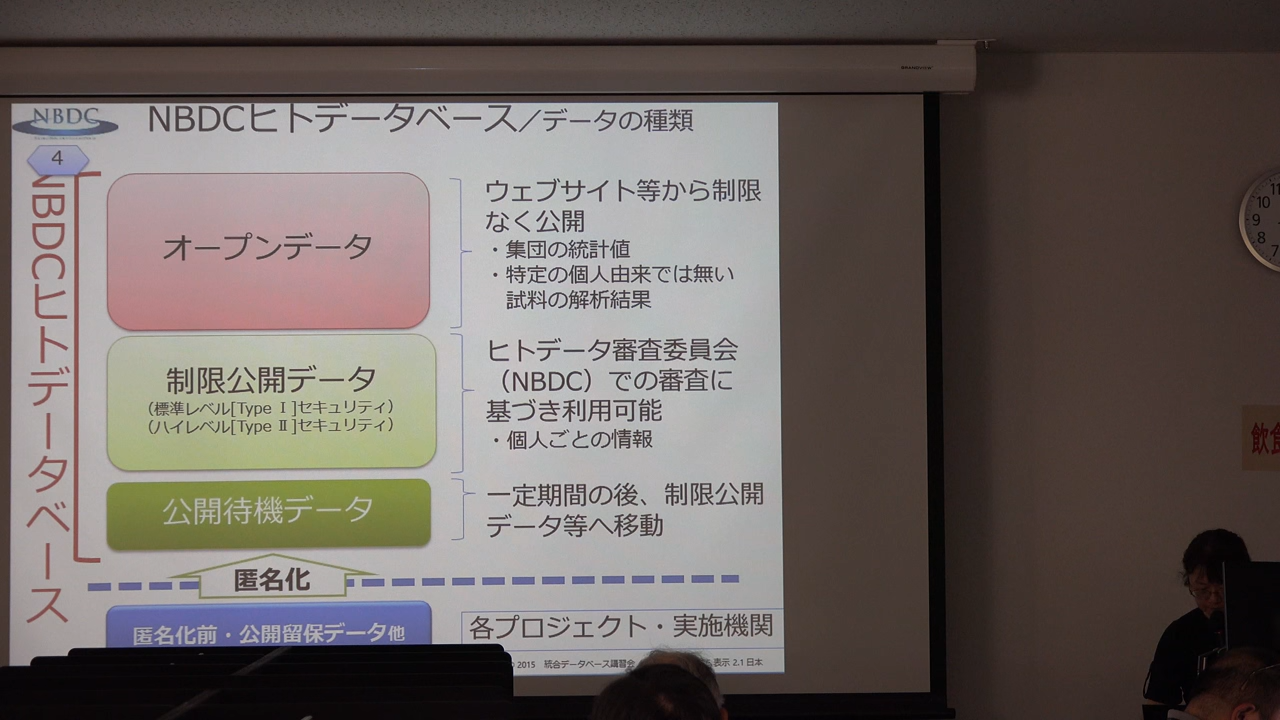 NBDC
NBDCヒトデータベース／データの種類
4
NBDCヒトデータベース
オープンデータ
ウェブサイト等から制限
なく公開
・集団の統計値
・特定の個人由来では無い
試料の解析結果
制限公開データ
（標準レベル[Type Ⅰ]セキュリティ）
（ハイレベル[Type Ⅱ]セキュリティ）
ヒトデータ審査委員会
（NBDC）での審査に
基づき利用可能
・個人ごとの情報
公開待機データ
一定期間の後、制限公開
データ等へ移動
匿名化
匿名化前・公開留保データ他
各プロジェクト・実施機関
2015 統合データベース講習会
表示 2.1 日本
11
10
9
8
7
飲食